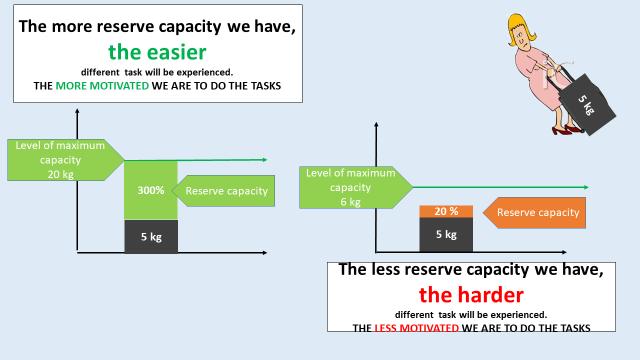 The more reserve capacity we have,
the easier
different task will be experienced.
THE MORE MOTIVATED WE ARE TO DO THE TASKS
5 kg
Level of maximum
capacity
20 kg
300%
Reserve capacity
5 kg
Level of maximum
capacity
6 kg
20 %
Reserve capacity
5 kg
The less reserve capacity we have,
the harder
different task will be experienced.
THE LESS MOTIVATED WE ARE TO DO THE TASKS